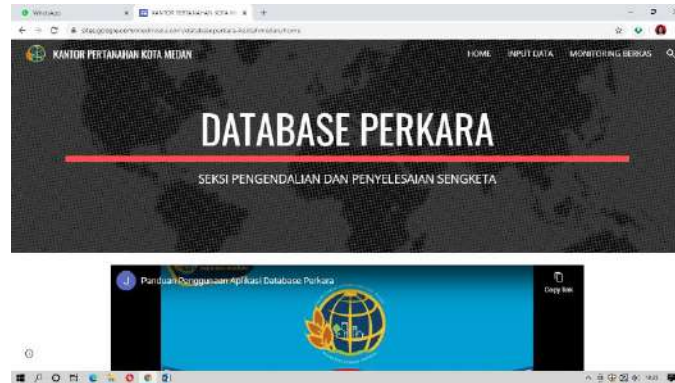 WhatsApp
KANTOR PERTANAHAN KOTA MEDAN
HOME INPUT DATA MONITORING BERKAS
DATABASE PERKARA
SEKSI PENGENDALIAN DAN PENYELESAIAN SENGKETA
J Panduan Penggunaan Aplikasi Database Perkara
Copy link